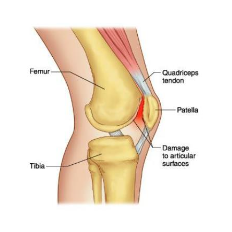 Femur
Quadriceps
tendon
Patella
Damage
to articular
surfaces
Tibia